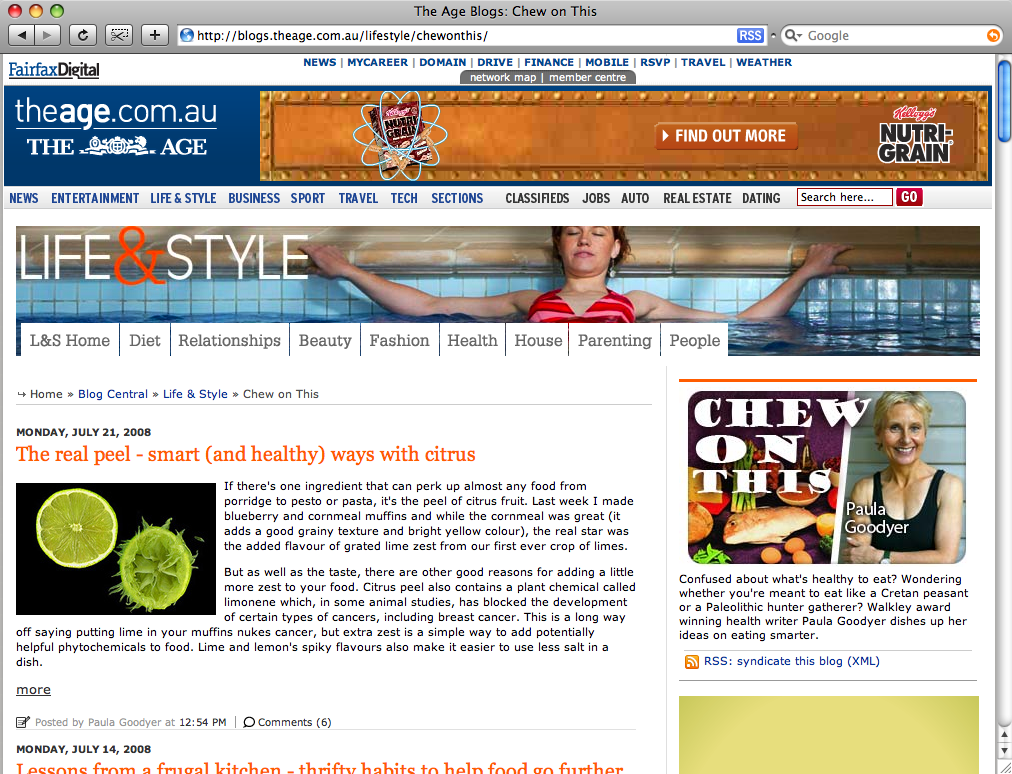 The Age Blogs: Chew on This
http://blogs.theage.com.au/lifestyle/chewonthis/
RSS
Google
FairfaxDigital
NEWS | MYCAREER | DOMAIN | DRIVE | FINANCE | MOBILE | RSVP | TRAVEL | WEATHER
network map | member centre
theage.com.au
THE AGE
Kellogg's
NUTRI-GRAIN
FIND OUT MORE
Kellogg's
NUTRI-
GRAIN
NEWS ENTERTAINMENT LIFE & STYLE BUSINESS SPORT TRAVEL TECH SECTIONS CLASSIFIEDS JOBS AUTO REAL ESTATE DATING Search here... GO
LIFE&STYLE
L&S Home Diet Relationships Beauty Fashion Health House Parenting People
Home » Blog Central » Life & Style » Chew on This
MONDAY, JULY 21, 2008
The real peel - smart (and healthy) ways with citrus
If there's one ingredient that can perk up almost any food from
porridge to pesto or pasta, it's the peel of citrus fruit. Last week I made
blueberry and cornmeal muffins and while the cornmeal was great (it
adds a good grainy texture and bright yellow colour), the real star was
the added flavour of grated lime zest from our first ever crop of limes.
But as well as the taste, there are other good reasons for adding a little
more zest to your food. Citrus peel also contains a plant chemical called
limonene which, in some animal studies, has blocked the development
of certain types of cancers, including breast cancer. This is a long way
off saying putting lime in your muffins nukes cancer, but extra zest is a simple way to add potentially
helpful phytochemicals to food. Lime and lemon's spiky flavours also make it easier to use less salt in a
dish.
more
Posted by Paula Goodyer at 12:54 PM | Comments (6)
MONDAY, JULY 14, 2008
Lessons from a frugal kitchen - thrifty habits to help food go further
CHEW
ON
THIS
Paula
Goodyer
Confused about what's healthy to eat? Wondering
whether you're meant to eat like a Cretan peasant
or a Paleolithic hunter gatherer? Walkley award
winning health writer Paula Goodyer dishes up her
ideas on eating smarter.
RSS: syndicate this blog (XML)